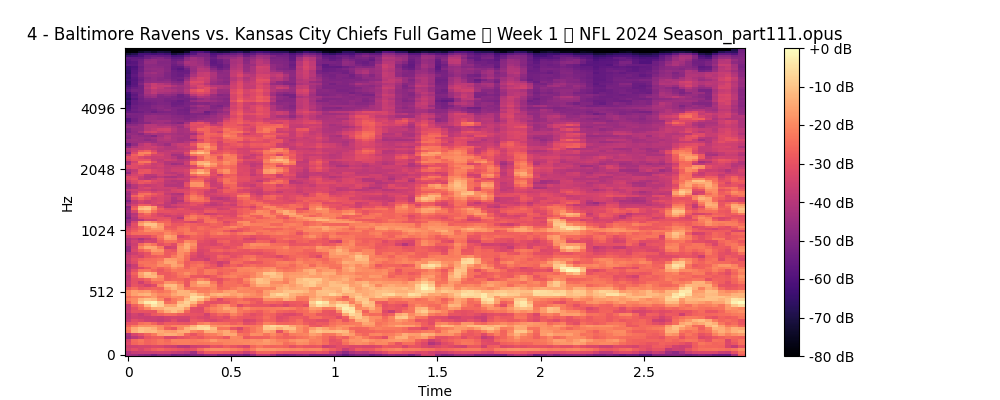 4 - Baltimore Ravens vs. Kansas City Chiefs Full Game ▯ Week 1 ▯ NFL 2024 Season_part111.opus
+0 dB
-10 dB
-20 dB
-30 dB
-40 dB
-50 dB
-60 dB
-70 dB
-80 dB
Hz
4096
2048
1024
512
0
0 0.5 1 1.5 2 2.5
Time